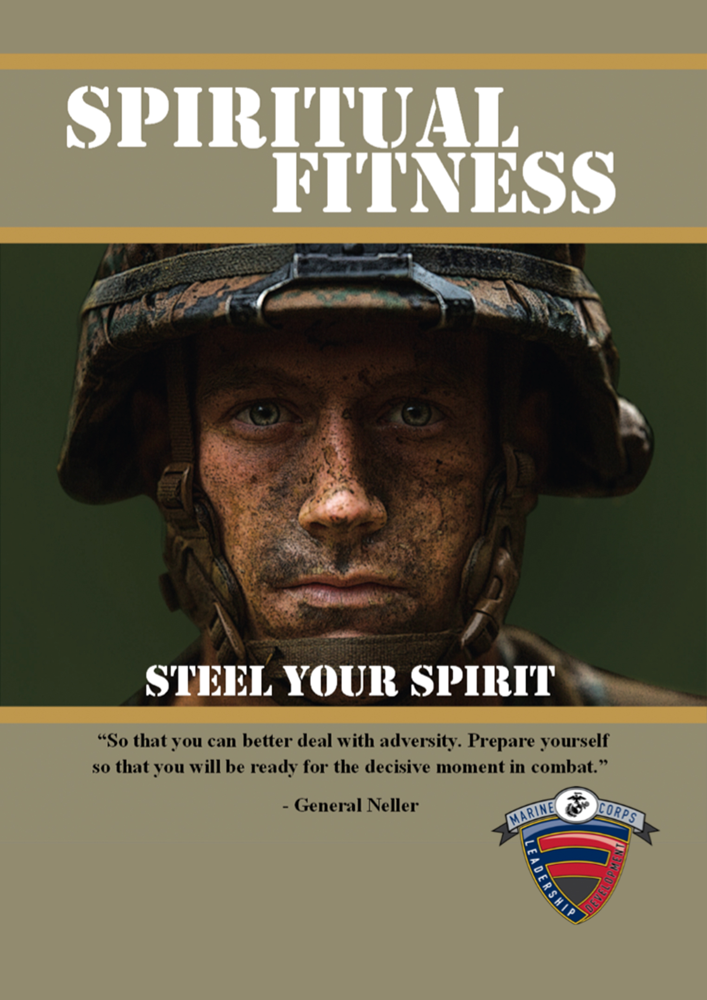 SPIRITUAL
FITNESS
STEEL YOUR SPIRIT
“So that you can better deal with adversity. Prepare yourself
so that you will be ready for the decisive moment in combat.”
- General Neller
MARINE CORPS
LEADERSHIP
DEVELOPMENT